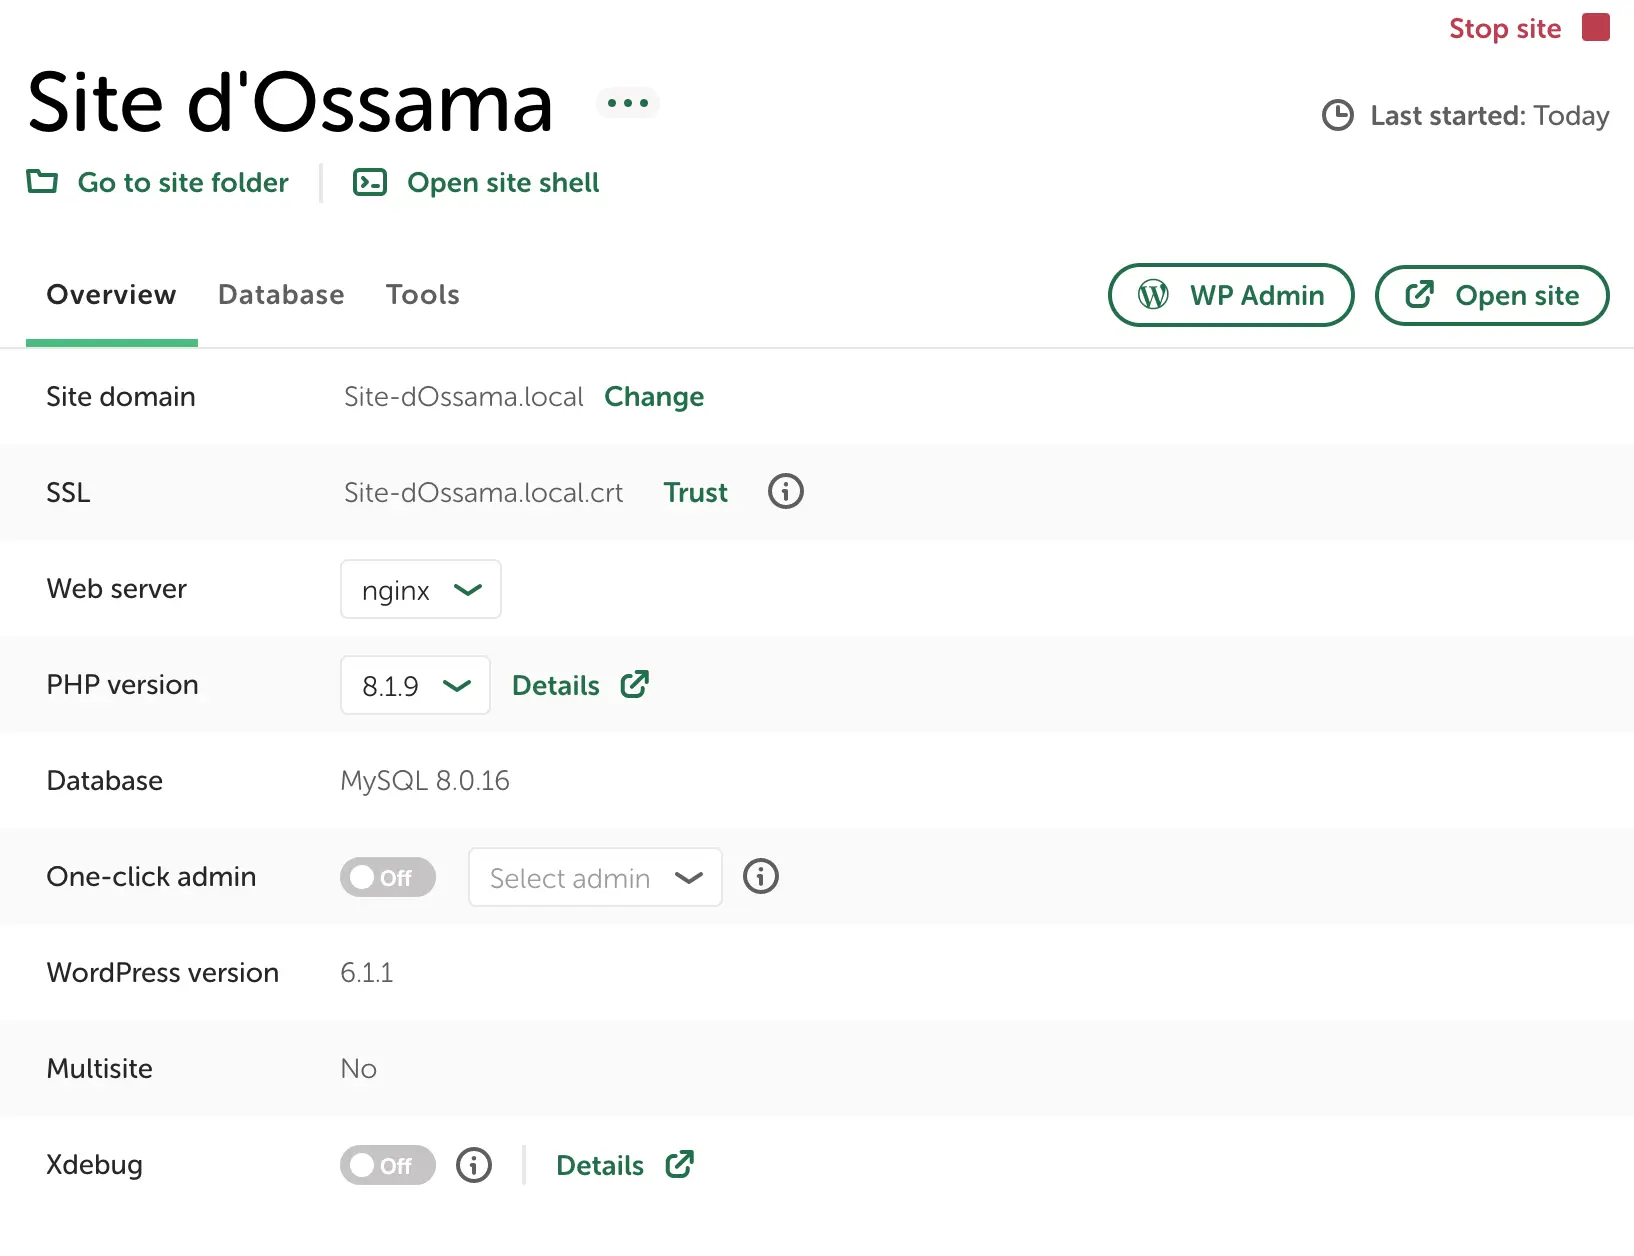 Stop site
Site d'Ossama
Last started: Today
Go to site folder
Open site shell
Overview Database Tools
WP Admin
Open site
Site domain Site-dOssama.local Change
SSL Site-dOssama.local.crt Trust
Web server nginx
PHP version 8.1.9 Details
Database MySQL 8.0.16
One-click admin Off Select admin
WordPress version 6.1.1
Multisite No
Xdebug Off Details